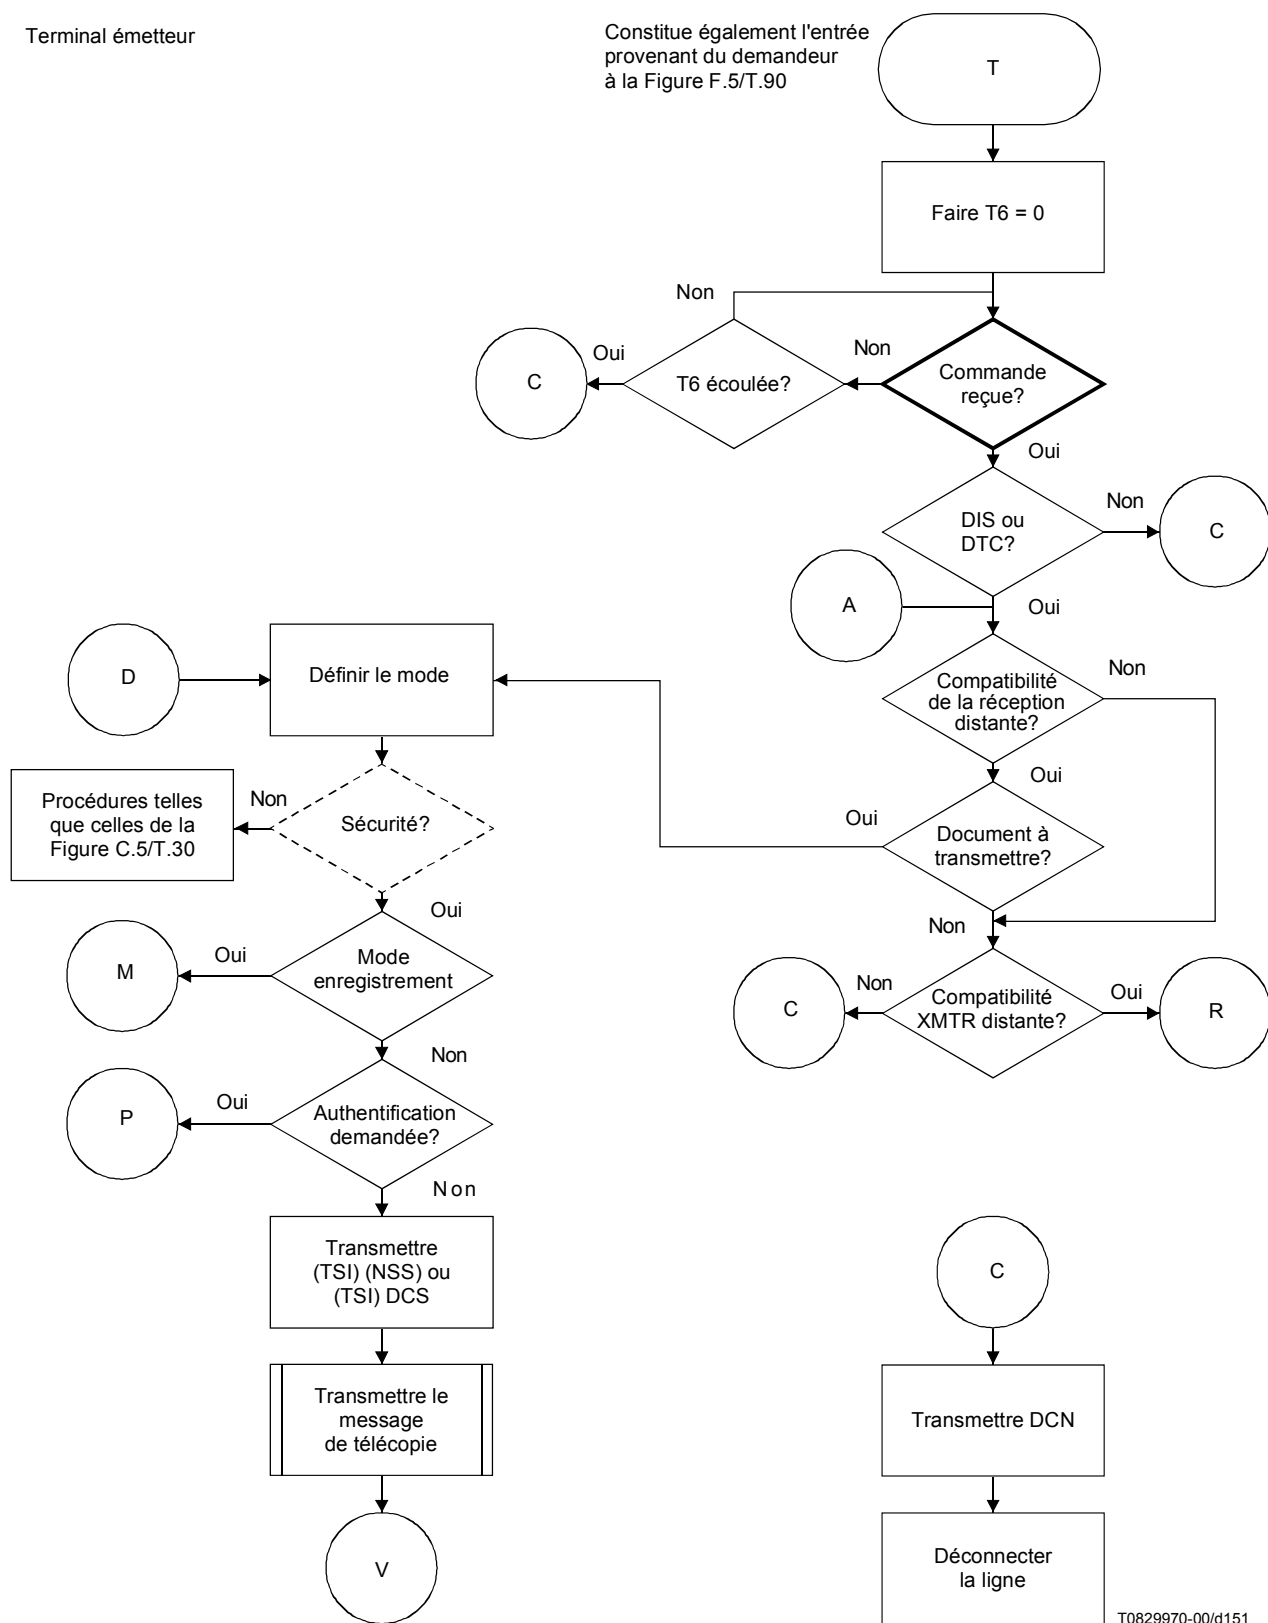 Terminal émetteur
Constitue également l'entrée
provenant du demandeur
à la Figure F.5/T.90
T
Faire T6 = 0
Non
C
Oui
T6 écoulée?
Non
Commande
reçue?
Oui
DIS ou
DTC?
Non
C
A
Oui
D
Définir le mode
Compatibilité
de la réception
distante?
Non
Procédures telles
que celles de la
Figure C.5/T.30
Non
Sécurité?
Oui
Oui
Document à
transmettre?
Oui
Non
M
Oui
Mode
enregistrement
C
Non
Compatibilité
XMTR distante?
Oui
R
Non
P
Oui
Authentification
demandée?
Non
Transmettre
(TSI) (NSS) ou
(TSI) DCS
C
Transmettre le
message
de télécopie
Transmettre DCN
V
Déconnecter
la ligne
T0829970-00/d151